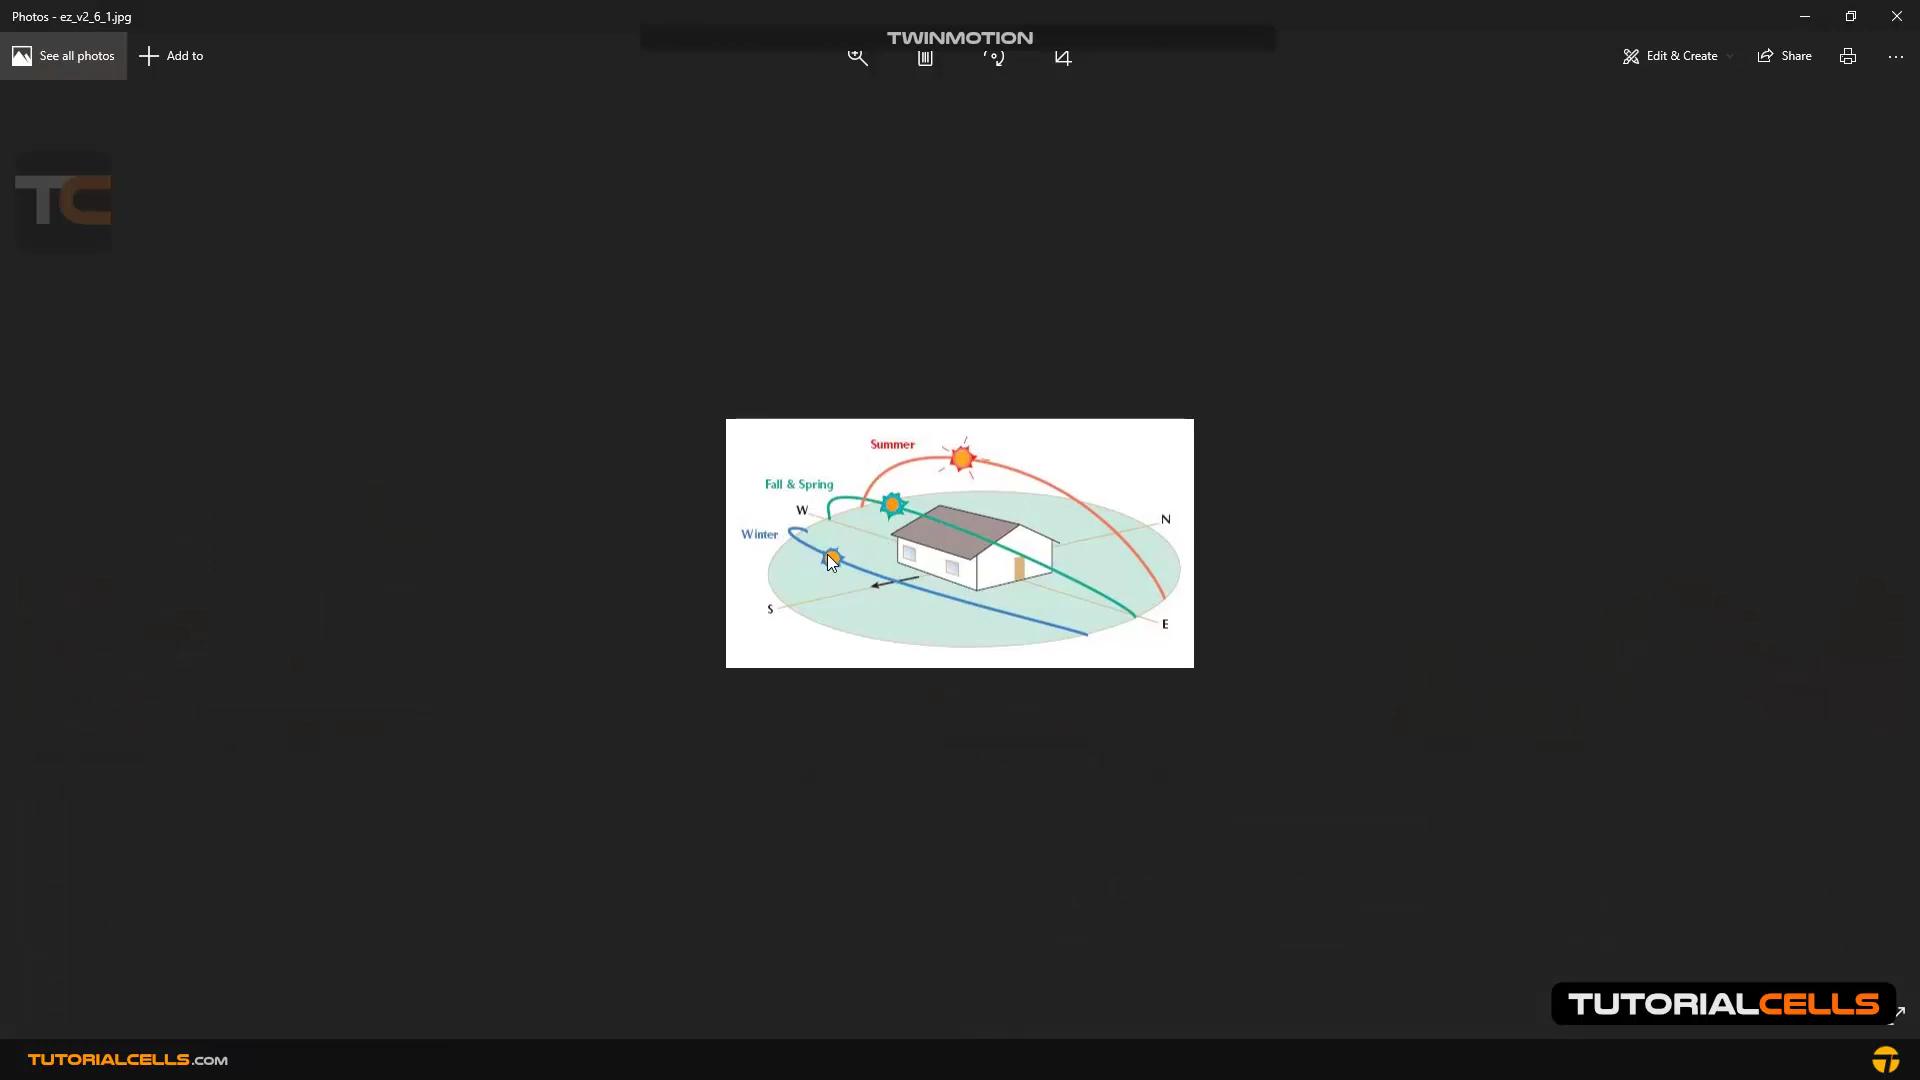 Photos - ez_v2_6_1.jpg
TWINMOTION
See all photos
Add to
Edit & Create
Share
TC
Summer
Fall & Spring
W
N
Winter
S
E
TUTORIALCELLS
TUTORIALCELLS.COM